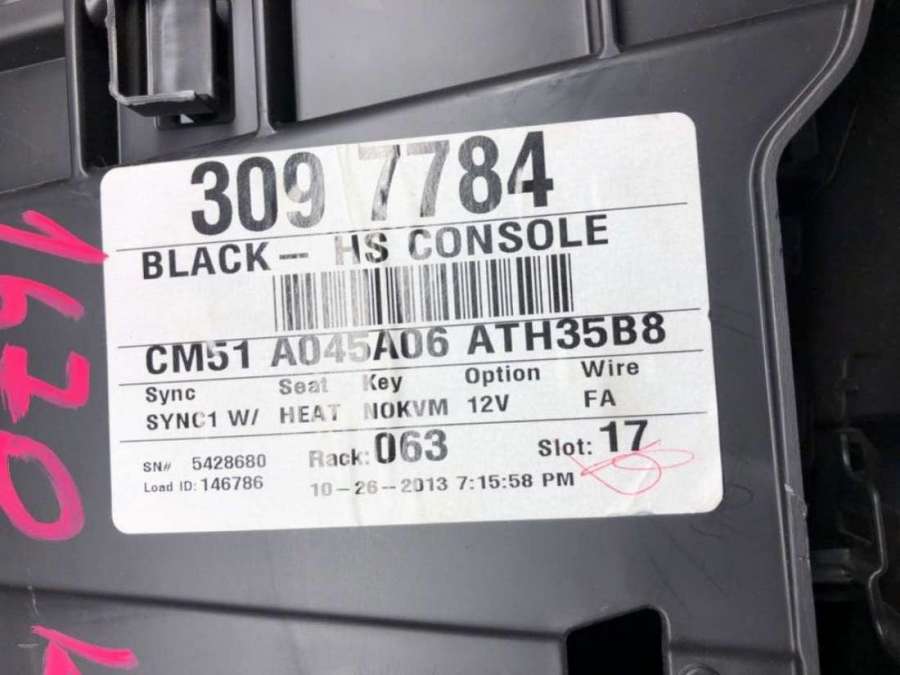 309 7784
BLACK- HS CONSOLE
CM51 A045A06 ATH35B8
Sync Seat Key Option Wire
SYNC1 W/ HEAT NOKVM 12V FA
SN# 5428680 Rack: 063 Slot: 17
Load ID: 146786 10-26-2013 7:15:58 PM
1670